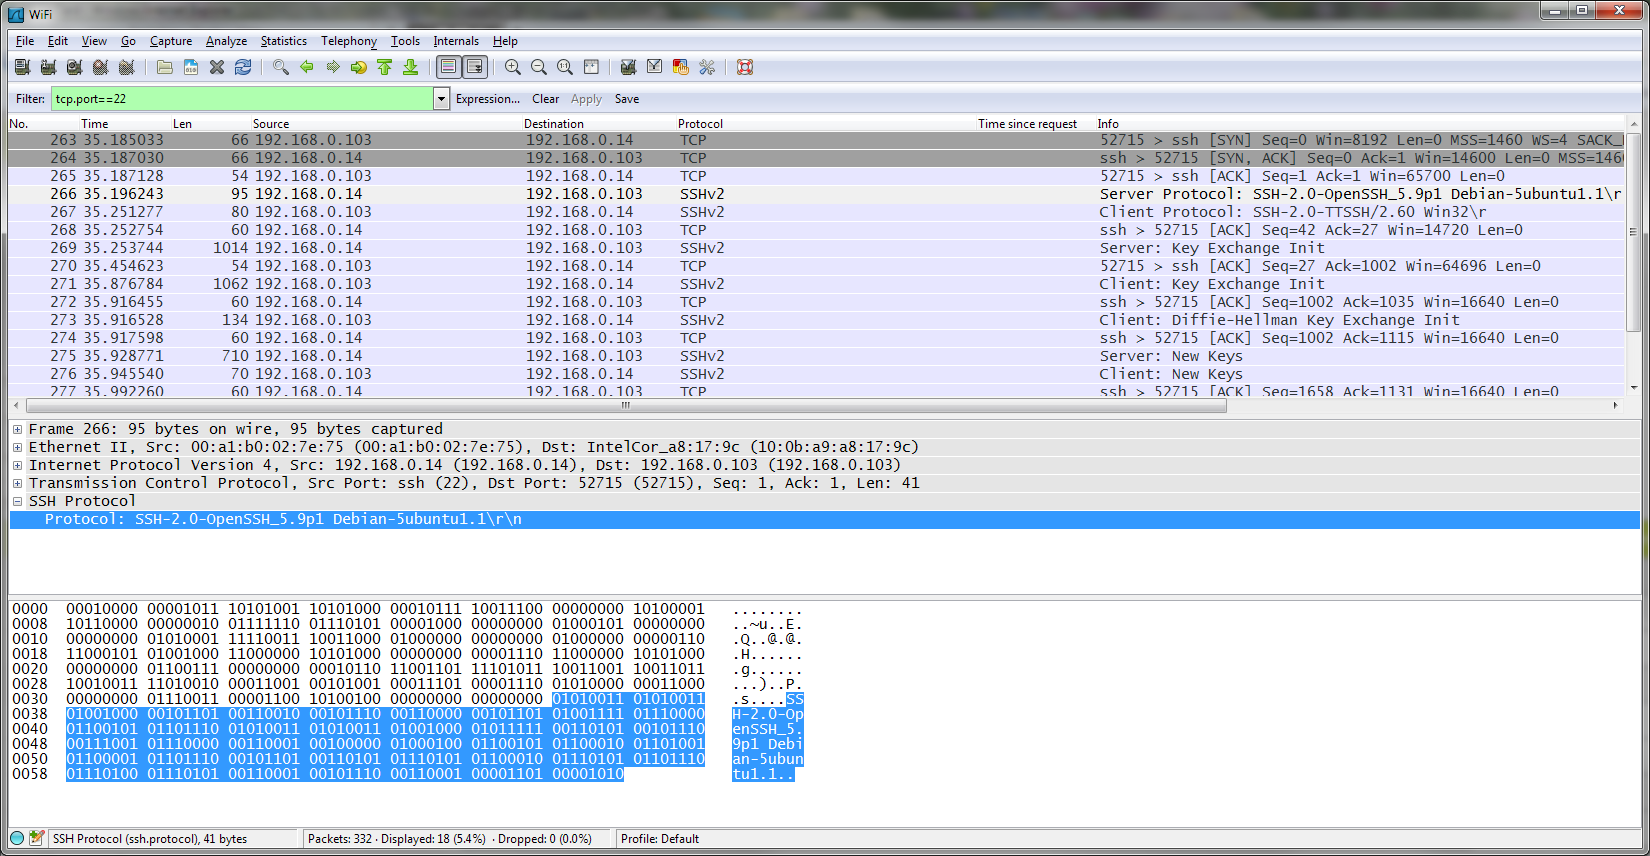 WiFi
File Edit View Go Capture Analyze Statistics Telephony Tools Internals Help
Filter: tcp.port==22 Expression... Clear Apply Save
No. Time Len Source Destination Protocol Time since request Info
263 35.185033 66 192.168.0.103 192.168.0.14 TCP 52715 > ssh [SYN] Seq=0 Win=8192 Len=0 MSS=1460 WS=4 SACK_
264 35.187030 66 192.168.0.14 192.168.0.103 TCP ssh > 52715 [SYN, ACK] Seq=0 Ack=1 Win=14600 Len=0 MSS=146
265 35.187128 54 192.168.0.103 192.168.0.14 TCP 52715 > ssh [ACK] Seq=1 Ack=1 Win=65700 Len=0
266 35.196243 95 192.168.0.14 192.168.0.103 SSHv2 Server Protocol: SSH-2.0-OpenSSH_5.9p1 Debian-5ubuntu1.1\r
267 35.251277 80 192.168.0.103 192.168.0.14 SSHv2 Client Protocol: SSH-2.0-TTSSH/2.60 Win32\r
268 35.252754 60 192.168.0.14 192.168.0.103 TCP ssh > 52715 [ACK] Seq=42 Ack=27 Win=14720 Len=0
269 35.253744 1014 192.168.0.14 192.168.0.103 SSHv2 Server: Key Exchange Init
270 35.454623 54 192.168.0.103 192.168.0.14 TCP 52715 > ssh [ACK] Seq=27 Ack=1002 Win=64696 Len=0
271 35.876784 1062 192.168.0.103 192.168.0.14 SSHv2 Client: Key Exchange Init
272 35.916455 60 192.168.0.14 192.168.0.103 TCP ssh > 52715 [ACK] Seq=1002 Ack=1035 Win=16640 Len=0
273 35.916528 134 192.168.0.103 192.168.0.14 SSHv2 Client: Diffie-Hellman Key Exchange Init
274 35.917598 60 192.168.0.14 192.168.0.103 TCP ssh > 52715 [ACK] Seq=1002 Ack=1115 Win=16640 Len=0
275 35.928771 710 192.168.0.14 192.168.0.103 SSHv2 Server: New Keys
276 35.945540 70 192.168.0.103 192.168.0.14 SSHv2 Client: New Keys
277 35.992260 60 192.168.0.14 192.168.0.103 TCP ssh > 52715 [ACK] Seq=1658 Ack=1131 Win=16640 Len=0
Frame 266: 95 bytes on wire, 95 bytes captured
Ethernet II, Src: 00:a1:b0:02:7e:75 (00:a1:b0:02:7e:75), Dst: IntelCor_a8:17:9c (10:0b:a9:a8:17:9c)
Internet Protocol Version 4, Src: 192.168.0.14 (192.168.0.14), Dst: 192.168.0.103 (192.168.0.103)
Transmission Control Protocol, Src Port: ssh (22), Dst Port: 52715 (52715), Seq: 1, Ack: 1, Len: 41
SSH Protocol
Protocol: SSH-2.0-OpenSSH_5.9p1 Debian-5ubuntu1.1\r\n
0000 00010000 00001011 10101001 10101000 00010111 10011100 00000000 10100001 ........
0008 10110000 00000010 01111110 01110101 00001000 00000000 01000101 00000000 ..~u..E.
0010 00000000 01010001 11110011 10011000 01000000 00000000 01000000 00000110 .Q..@.@.
0018 11000101 01001000 11000000 10101000 00000000 00001110 11000000 10101000 .H......
0020 00000000 01100111 00000000 00010110 11001101 11101011 10011001 10011011 .g......
0028 10010011 11010010 00011001 00101001 00011101 00001110 01010000 00011000 ...)..P.
0030 00000000 01110011 00001100 10100100 00000000 00000000 01010011 01010011 .s....SS
0038 01001000 00101101 00110010 00101110 00110000 00101101 01001111 01110000 H-2.0-Op
0040 01100101 01101110 01010011 01010011 01001000 01011111 00110101 00101110 enSSH_5.
0048 00111001 01110000 00110001 00100000 01000100 01100101 01100010 01101001 9p1 Debi
0050 01100001 01101110 00101101 00110101 01110101 01100010 01110101 01101110 an-5ubun
0058 01110100 01110101 00110001 00101110 00110001 00001101 00001010 tu1.1..
SSH Protocol (ssh.protocol), 41 bytes Packets: 332 · Displayed: 18 (5.4%) · Dropped: 0 (0.0%) Profile: Default